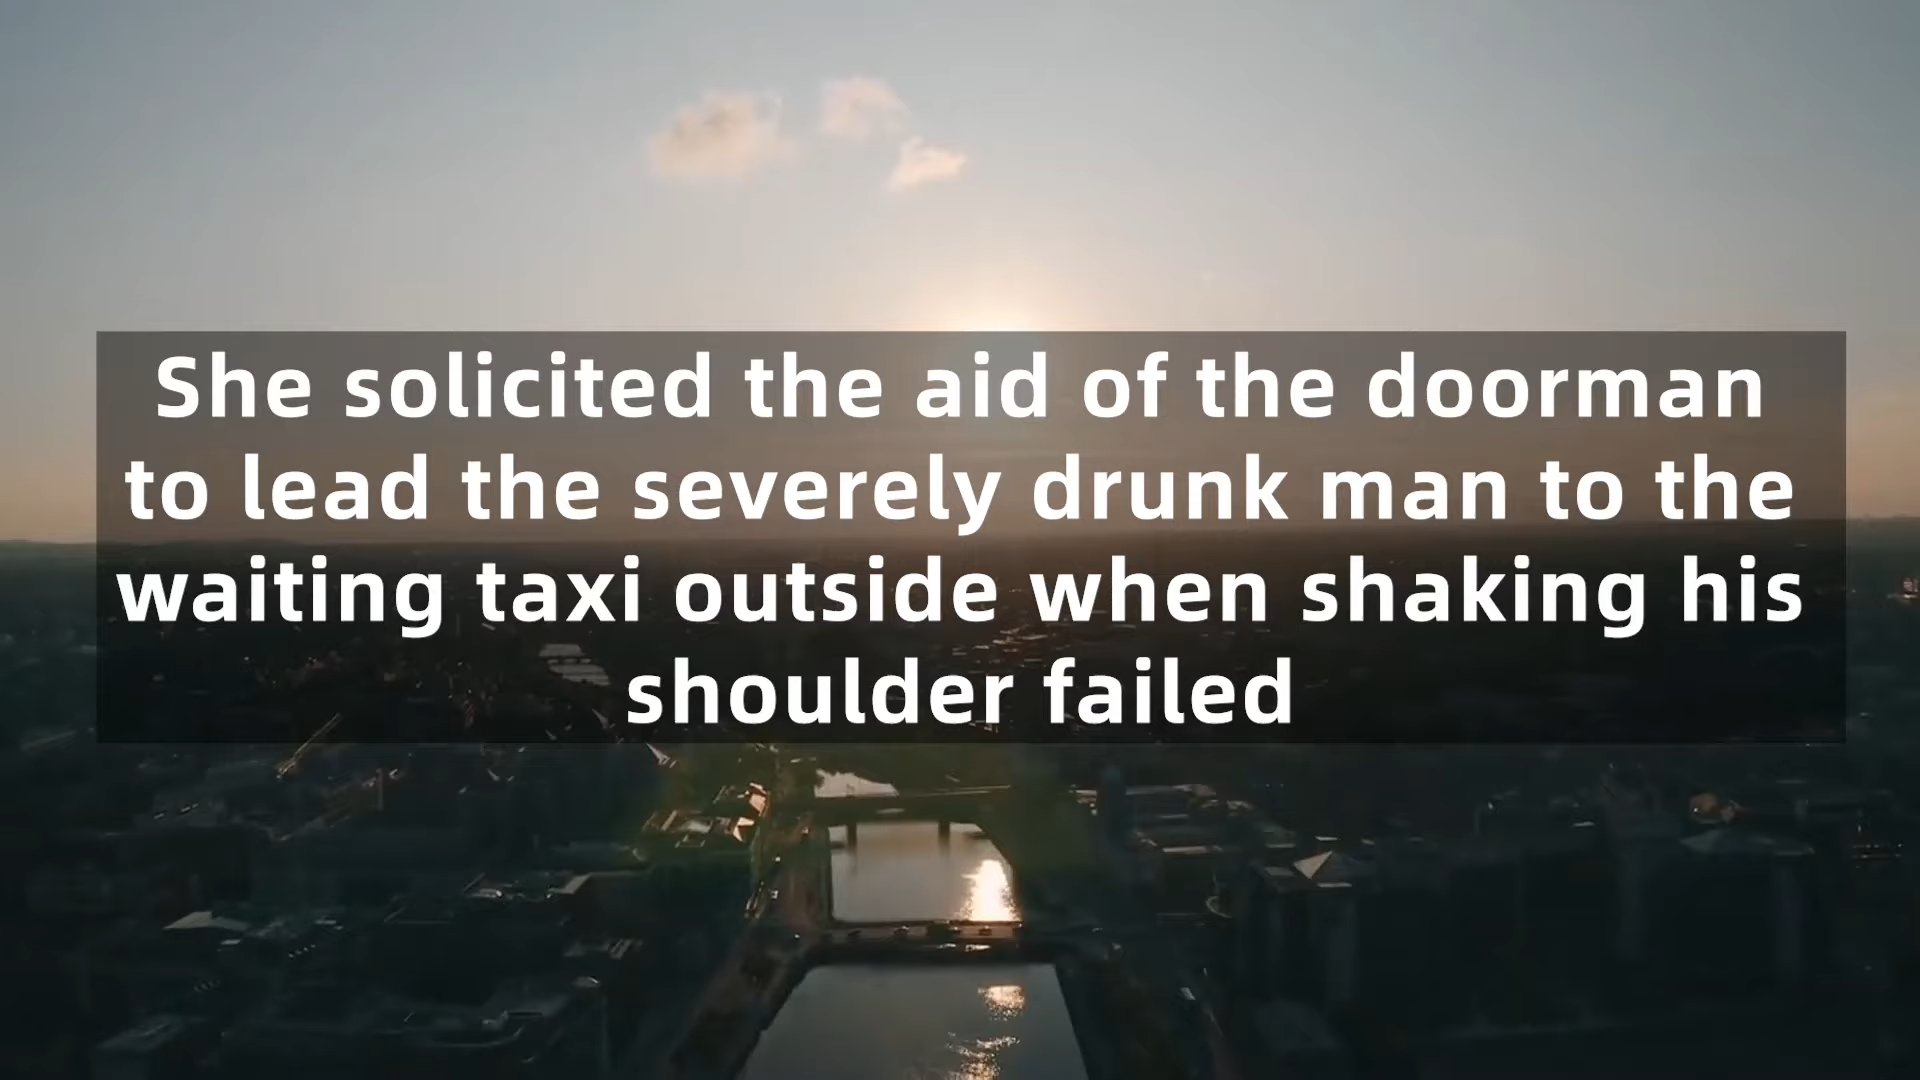 She solicited the aid of the doorman
to lead the severely drunk man to the
waiting taxi outside when shaking his
shoulder failed